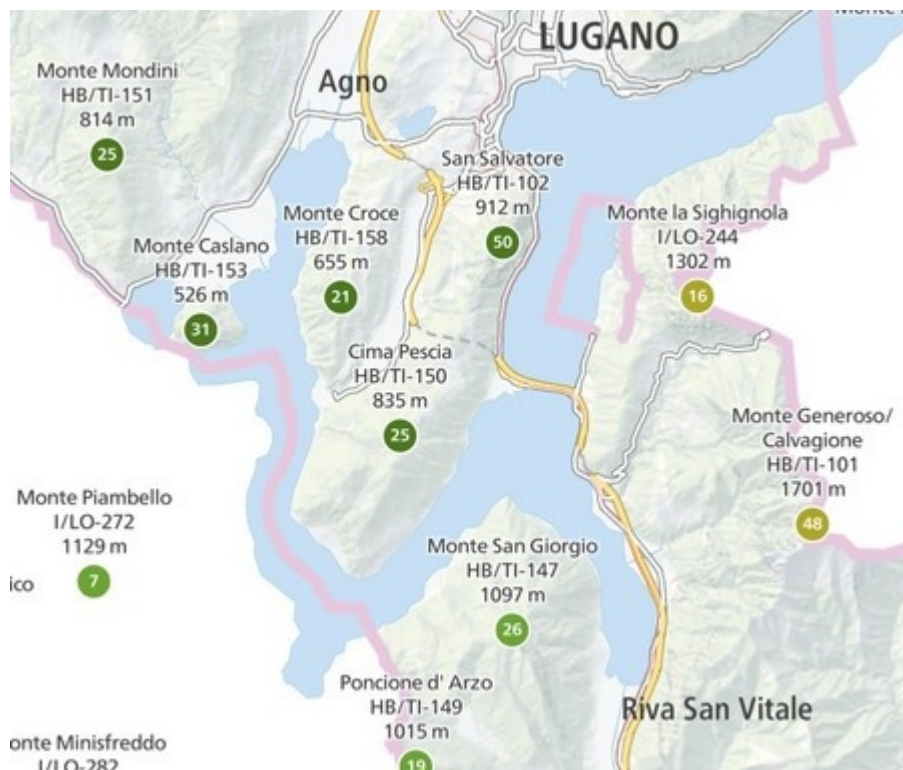 LUGANO
Agno
Monte Mondini
HB/TI-151
814 m
25
San Salvatore
HB/TI-102
912 m
50
Monte Croce
HB/TI-158
655 m
21
Monte la Sighignola
I/LO-244
1302 m
16
Monte Caslano
HB/TI-153
526 m
31
Cima Pescia
HB/TI-150
835 m
25
Monte Generoso/
Calvagione
HB/TI-101
1701 m
48
Monte Piambello
I/LO-272
1129 m
7
ico
Monte San Giorgio
HB/TI-147
1097 m
26
Poncione d' Arzo
HB/TI-149
1015 m
19
Riva San Vitale
onte Minisfreddo
I/LO-282